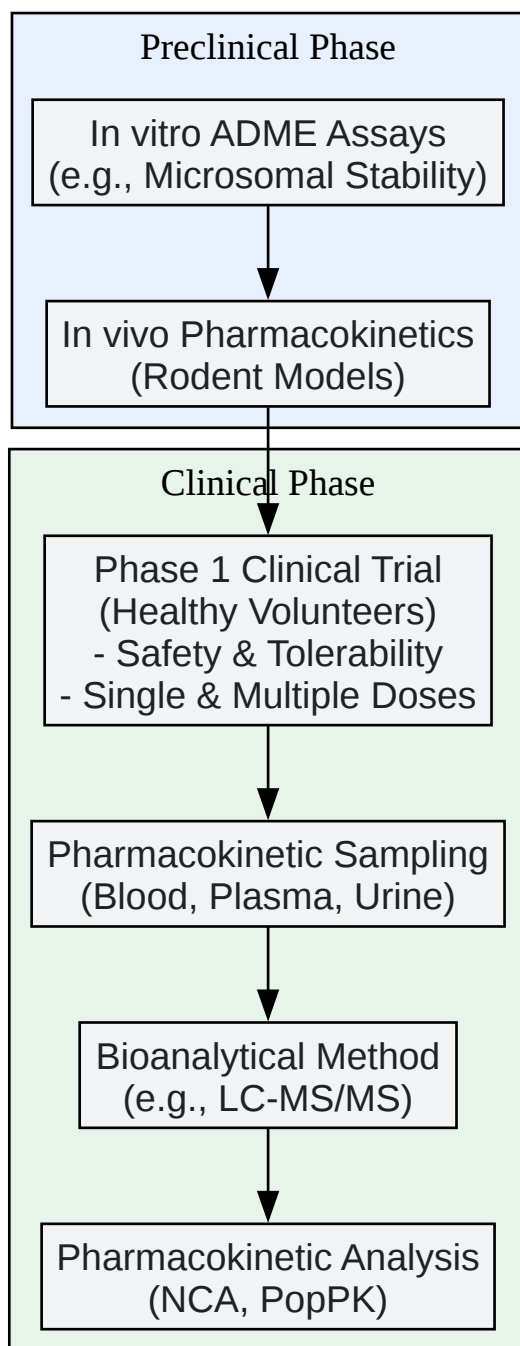 Preclinical Phase
In vitro ADME Assays
(e.g., Microsomal Stability)
In vivo Pharmacokinetics
(Rodent Models)
Clinical Phase
Phase 1 Clinical Trial
(Healthy Volunteers)
- Safety & Tolerability
- Single & Multiple Doses
Pharmacokinetic Sampling
(Blood, Plasma, Urine)
Bioanalytical Method
(e.g., LC-MS/MS)
Pharmacokinetic Analysis
(NCA, PopPK)